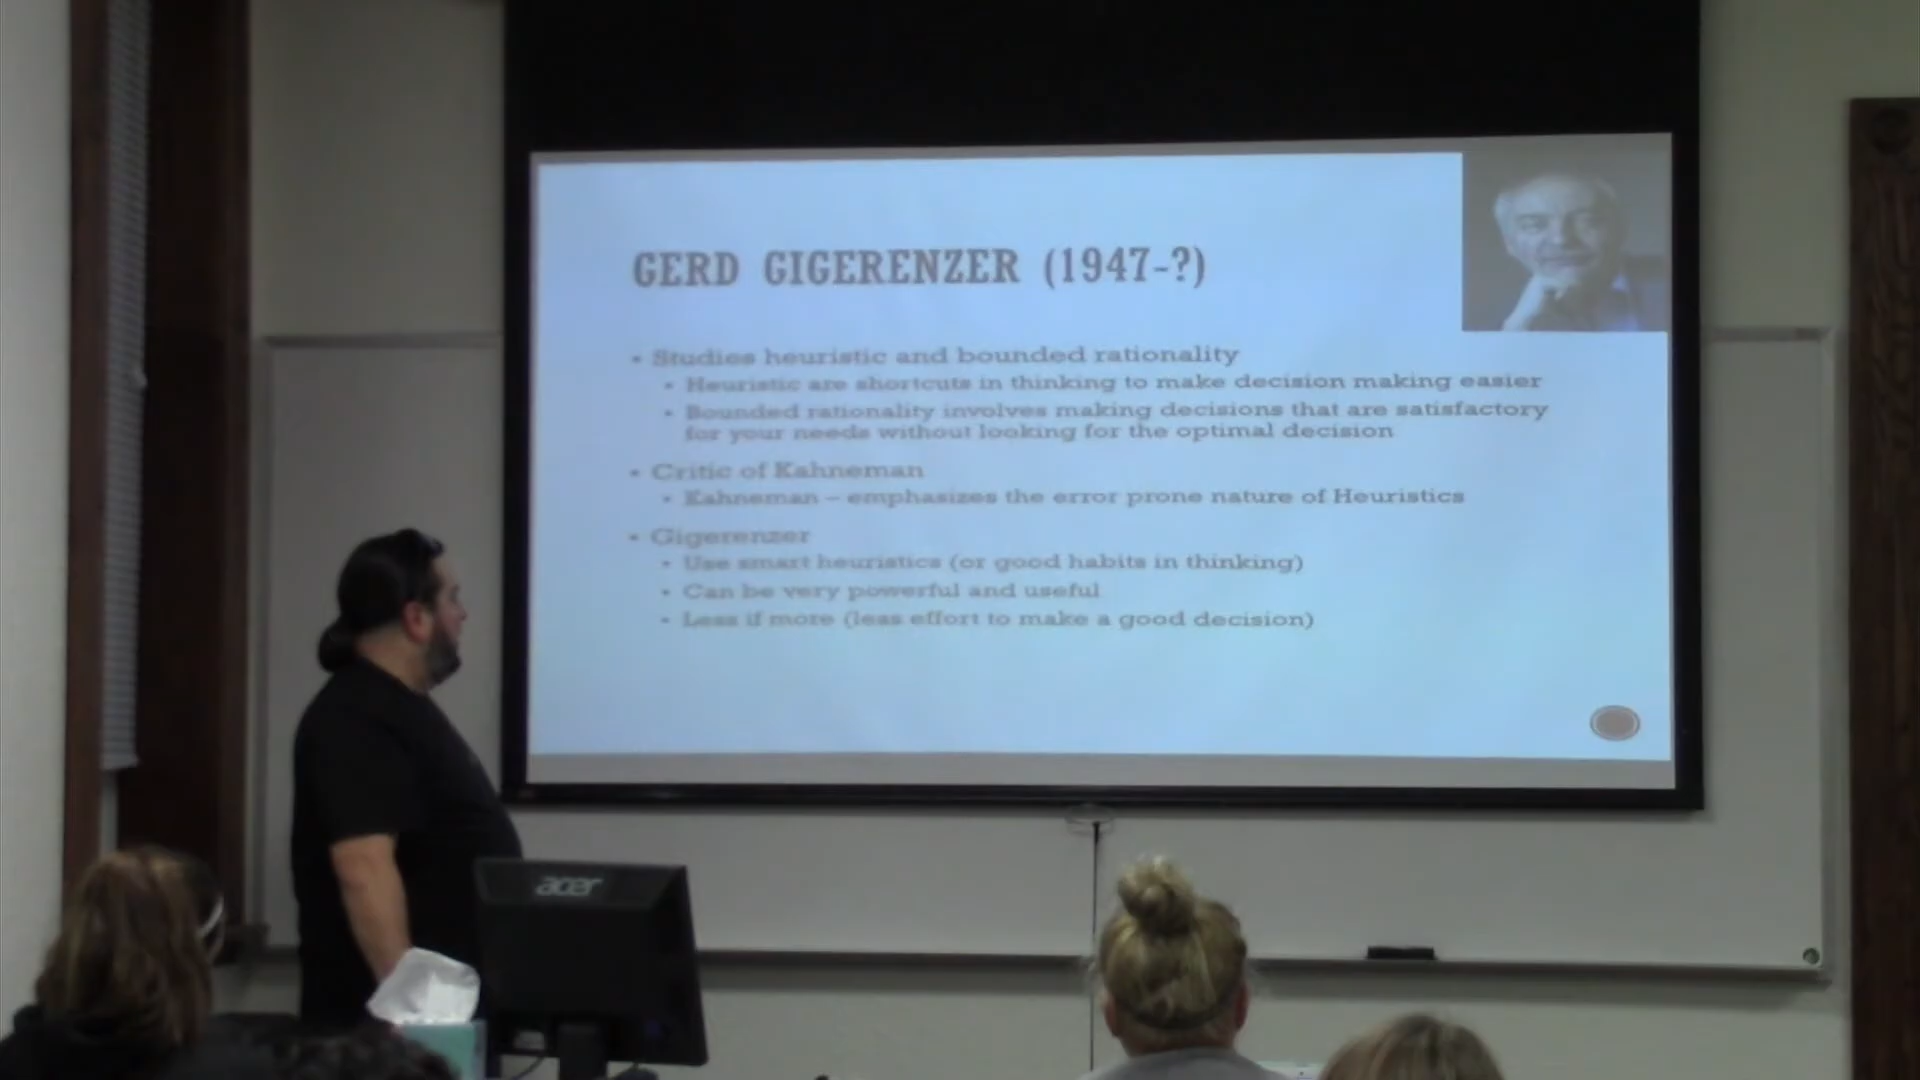 GERD GIGERENZER (1947-?)
Studies heuristic and bounded rationality
Heuristic are shortcuts in thinking to make decision making easier
Bounded rationality involves making decisions that are satisfactory
for your needs without looking for the optimal decision
Critic of Kahneman
Kahneman – emphasizes the error prone nature of Heuristics
Gigerenzer
Use smart heuristics (or good habits in thinking)
Can be very powerful and useful
Less if more (less effort to make a good decision)
acer